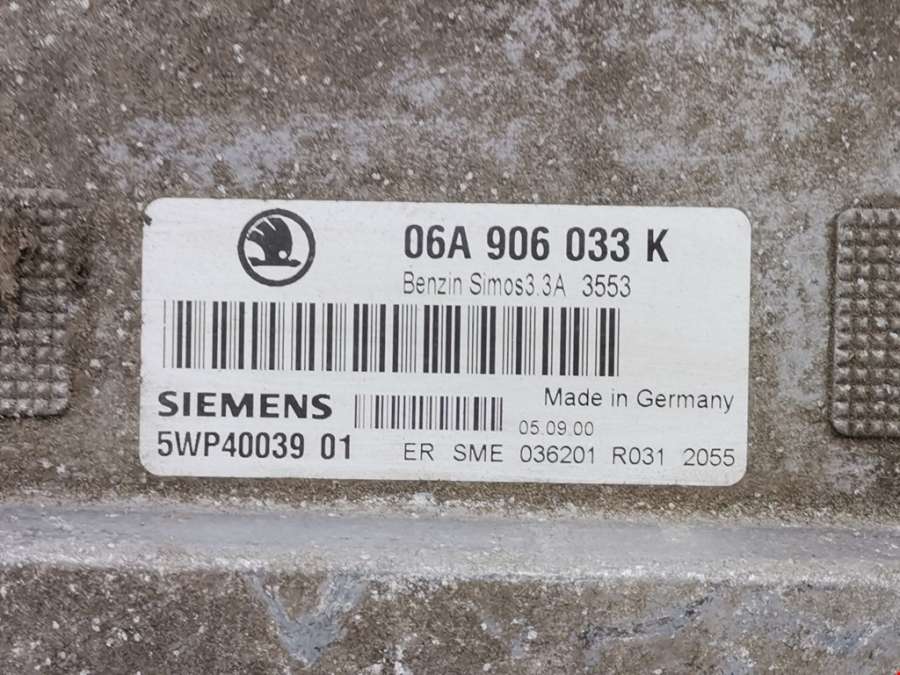 06A 906 033 K
Benzin Simos3.3A 3553
SIEMENS
Made in Germany
05.09.00
5WP40039 01
ER SME 036201 R031 2055